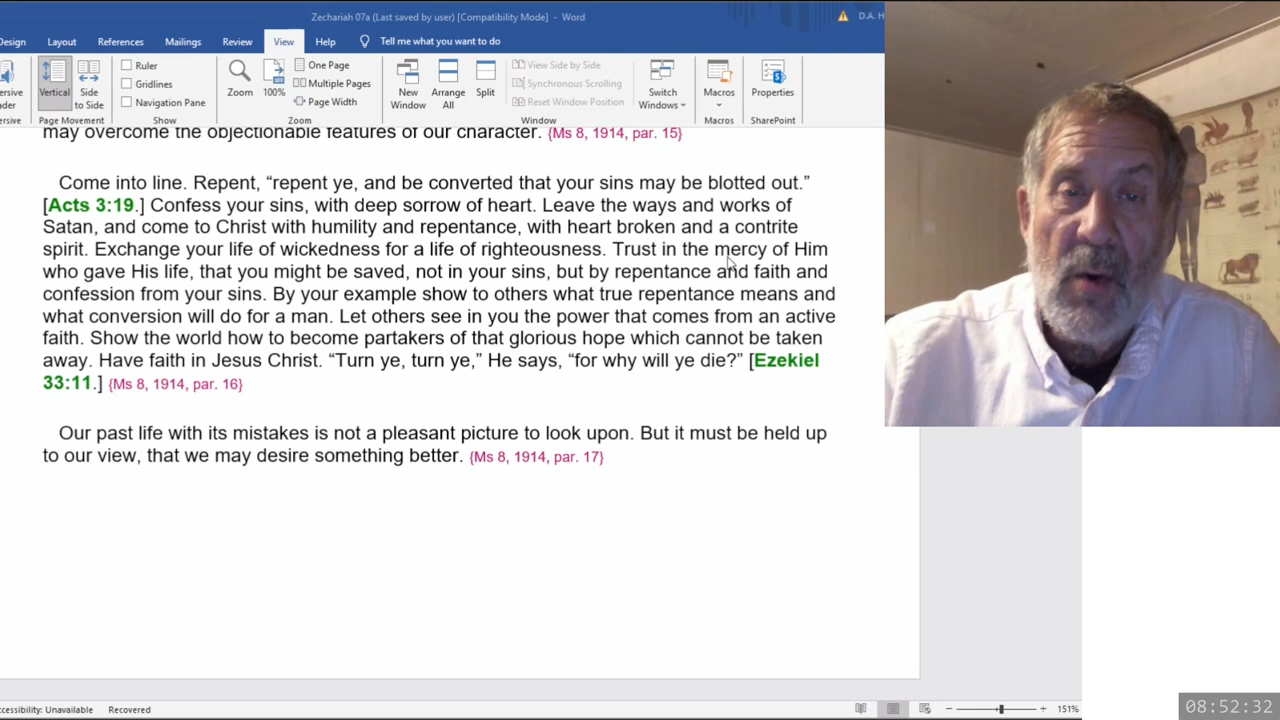 Zechariah 07a (Last saved by user) [Compatibility Mode] - Word
D.A. H
Design Layout References Mailings Review View Help Tell me what you want to do
Vertical
Side
to Side
Page Movement
Ruler
Gridlines
Navigation Pane
Show
Zoom
100%
One Page
Multiple Pages
Page Width
Zoom
New
Window
Arrange
All
Split
View Side by Side
Synchronous Scrolling
Reset Window Position
Window
Switch
Windows
Macros
Macros
Properties
SharePoint
may overcome the objectionable features of our character. {Ms 8, 1914, par. 15}
Come into line. Repent, “repent ye, and be converted that your sins may be blotted out.”
[Acts 3:19.] Confess your sins, with deep sorrow of heart. Leave the ways and works of
Satan, and come to Christ with humility and repentance, with heart broken and a contrite
spirit. Exchange your life of wickedness for a life of righteousness. Trust in the mercy of Him
who gave His life, that you might be saved, not in your sins, but by repentance and faith and
confession from your sins. By your example show to others what true repentance means and
what conversion will do for a man. Let others see in you the power that comes from an active
faith. Show the world how to become partakers of that glorious hope which cannot be taken
away. Have faith in Jesus Christ. “Turn ye, turn ye,” He says, “for why will ye die?” [Ezekiel
33:11.] {Ms 8, 1914, par. 16}
Our past life with its mistakes is not a pleasant picture to look upon. But it must be held up
to our view, that we may desire something better. {Ms 8, 1914, par. 17}
ccessibility: Unavailable Recovered
151%
08:52:32